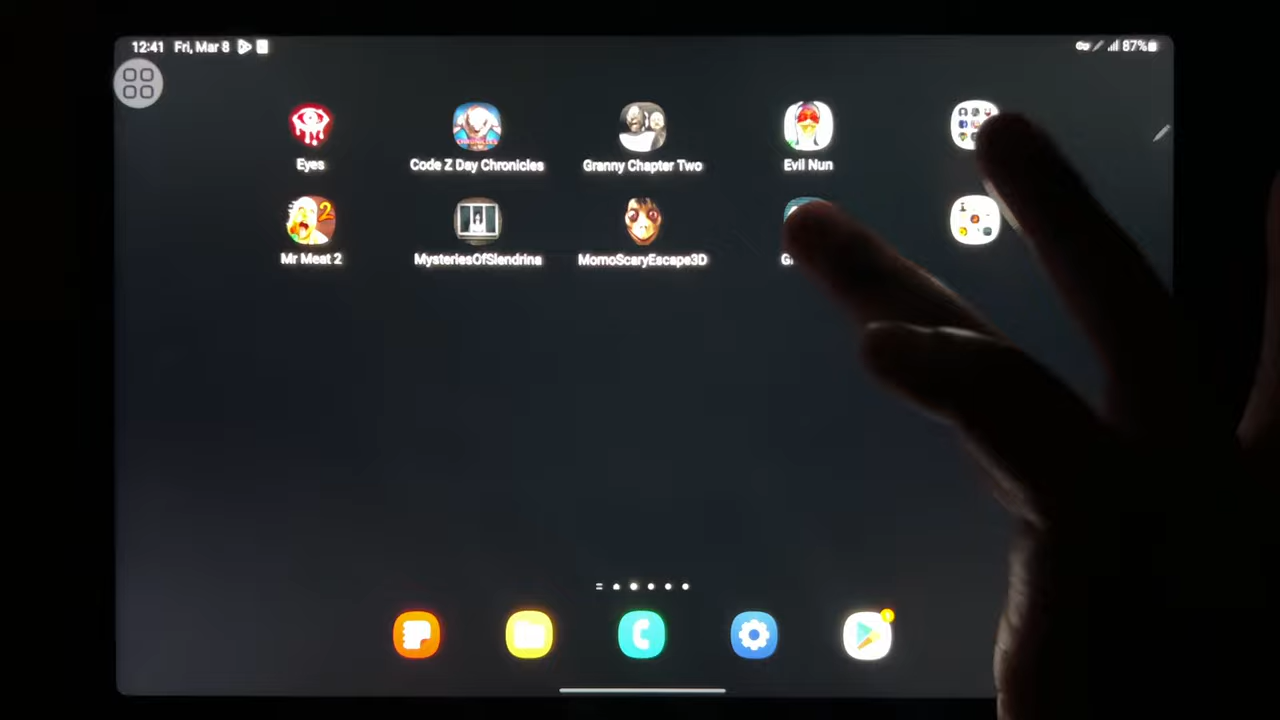 12:41 Fri, Mar 8
87%
Eyes
Code Z Day Chronicles
Granny Chapter Two
Evil Nun
2
Mr Meat 2
MysteriesOfSlendrina
MomoScaryEscape3D